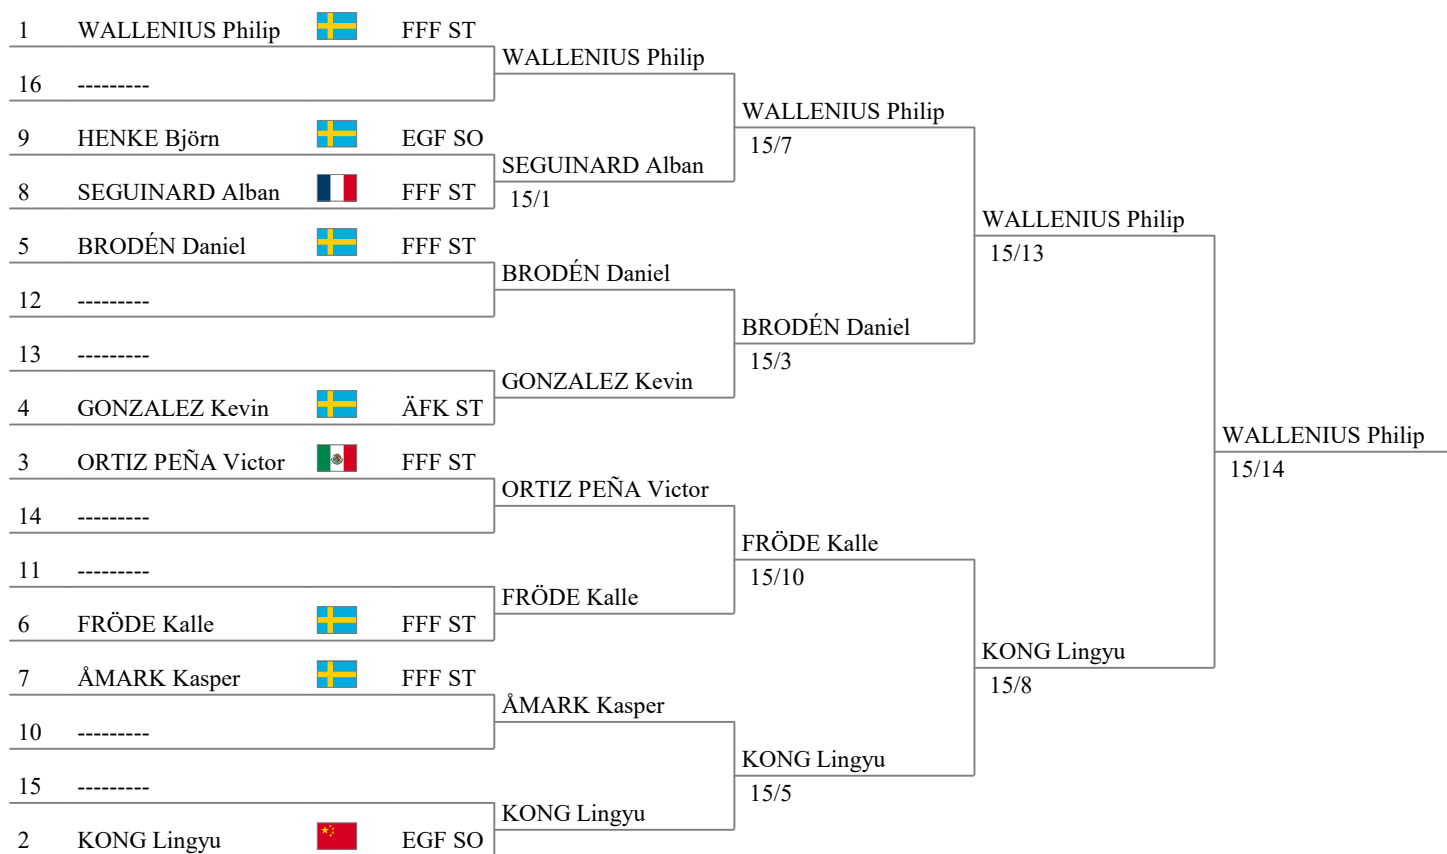 1 WALLENIUS Philip FFF ST
16 ---------
9 HENKE Björn EGF SO
8 SEGUINARD Alban FFF ST
5 BRODÉN Daniel FFF ST
12 ---------
13 ---------
4 GONZALEZ Kevin ÄFK ST
3 ORTIZ PEÑA Victor FFF ST
14 ---------
11 ---------
6 FRÖDE Kalle FFF ST
7 ÅMARK Kasper FFF ST
10 ---------
15 ---------
2 KONG Lingyu EGF SO
WALLENIUS Philip
SEGUINARD Alban
15/1
BRODÉN Daniel
GONZALEZ Kevin
ORTIZ PEÑA Victor
FRÖDE Kalle
ÅMARK Kasper
KONG Lingyu
WALLENIUS Philip
15/7
BRODÉN Daniel
15/3
FRÖDE Kalle
15/10
KONG Lingyu
15/5
WALLENIUS Philip
15/13
KONG Lingyu
15/8
WALLENIUS Philip
15/14